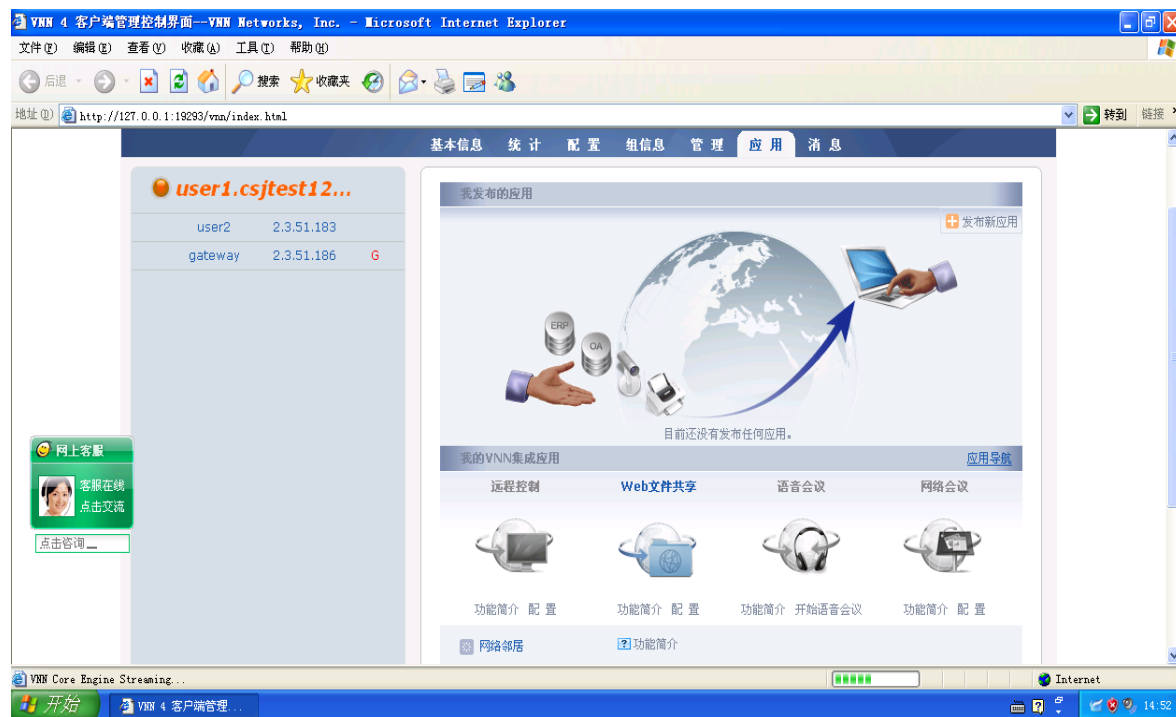 VNN 4 客户端管理控制界面--VNN Networks, Inc. - Microsoft Internet Explorer
文件(F) 编辑(E) 查看(V) 收藏(A) 工具(T) 帮助(H)
后退 搜索 收藏夹
地址(D) http://127.0.0.1:19293/vnn/index.html 转到 链接 »
基本信息 统 计 配 置 组信息 管 理 应 用 消 息
user1.csjtest12...
user2 2.3.51.183
gateway 2.3.51.186 G
我发布的应用
发布新应用
ERP
OA
目前还没有发布任何应用。
网上客服
客服在线
点击交流
点击咨询
我的VNN集成应用 应用导航
远程控制 Web文件共享 语音会议 网络会议
功能简介 配 置 功能简介 配 置 功能简介 开始语音会议 功能简介 配 置
网络邻居 ?功能简介
VNN Core Engine Streaming... Internet
开始 VNN 4 客户端管理... 14:52